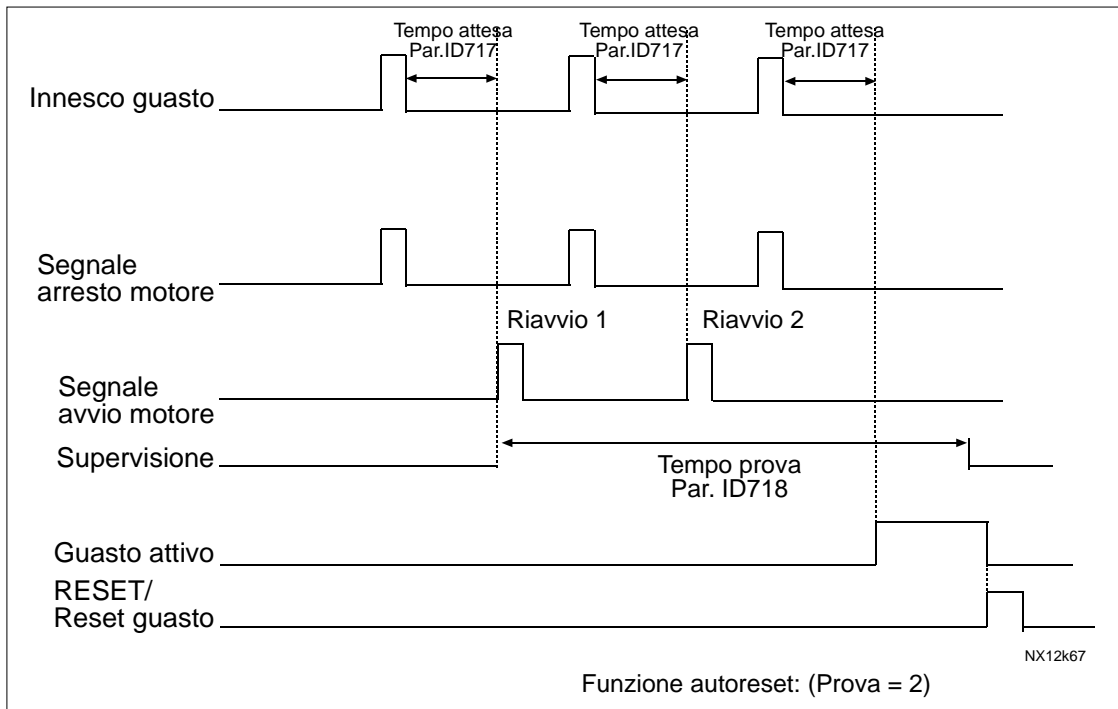 Tempo attesa
Par.ID717
Tempo attesa
Par.ID717
Tempo attesa
Par.ID717
Innesco guasto
Segnale
arresto motore
Riavvio 1
Riavvio 2
Segnale
avvio motore
Supervisione
Tempo prova
Par. ID718
Guasto attivo
RESET/
Reset guasto
NX12k67
Funzione autoreset: (Prova = 2)